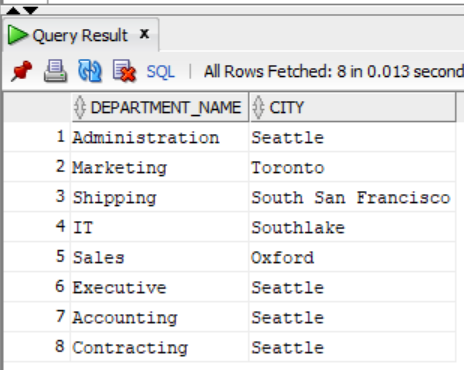 Query Result x
SQL | All Rows Fetched: 8 in 0.013 second
DEPARTMENT_NAME CITY
1 Administration Seattle
2 Marketing Toronto
3 Shipping South San Francisco
4 IT Southlake
5 Sales Oxford
6 Executive Seattle
7 Accounting Seattle
8 Contracting Seattle